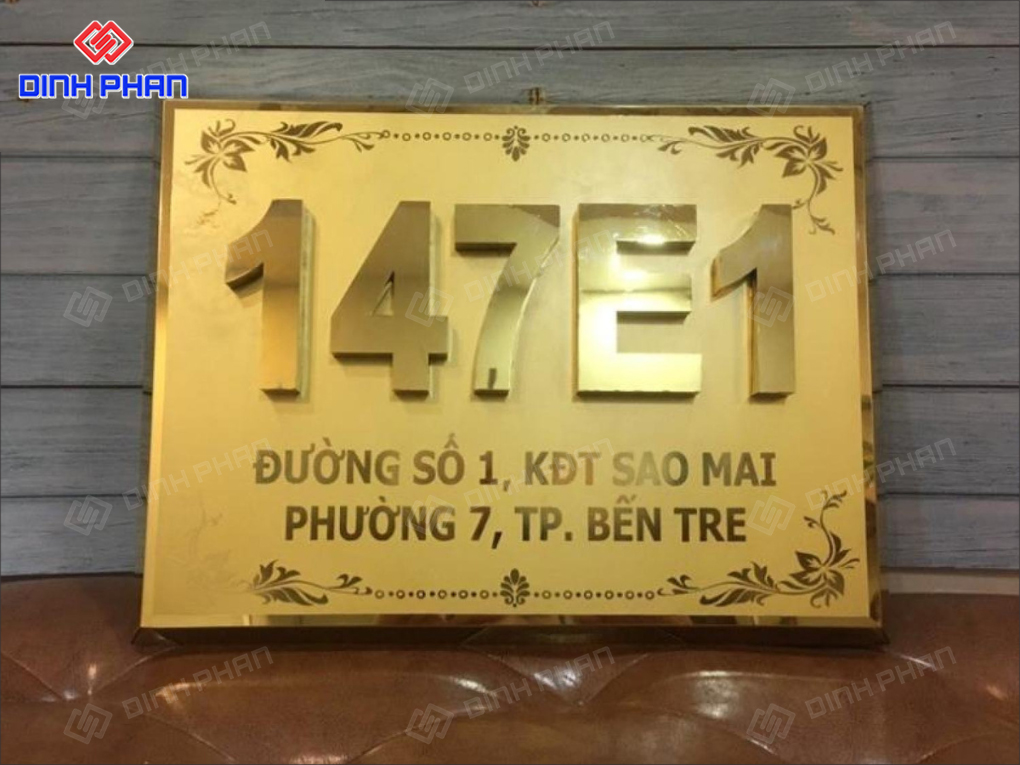 DINH PHAN
147E1
ĐƯỜNG SỐ 1, KĐT SAO MAI
PHƯỜNG 7, TP. BẾN TRE